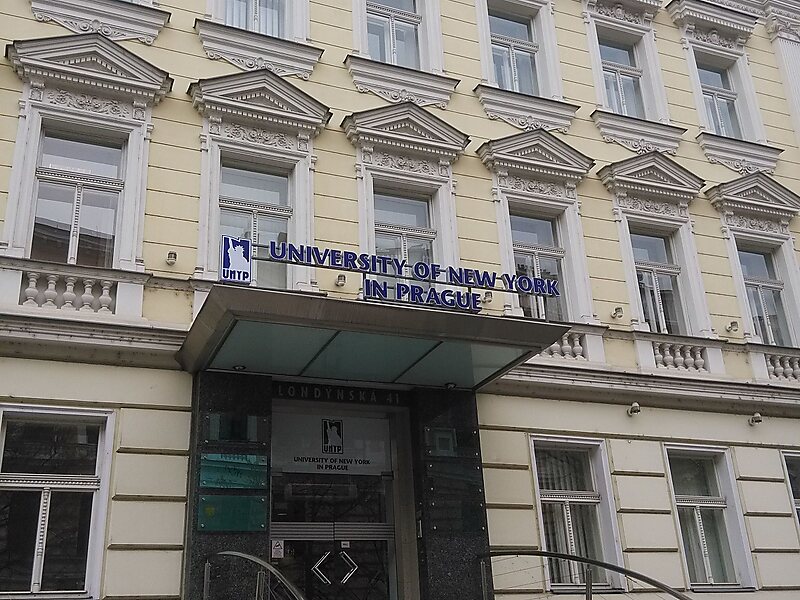 UNYP
UNIVERSITY OF NEW YORK
IN PRAGUE
LONDÝNSKÁ 41
UNYP
UNIVERSITY OF NEW YORK
IN PRAGUE